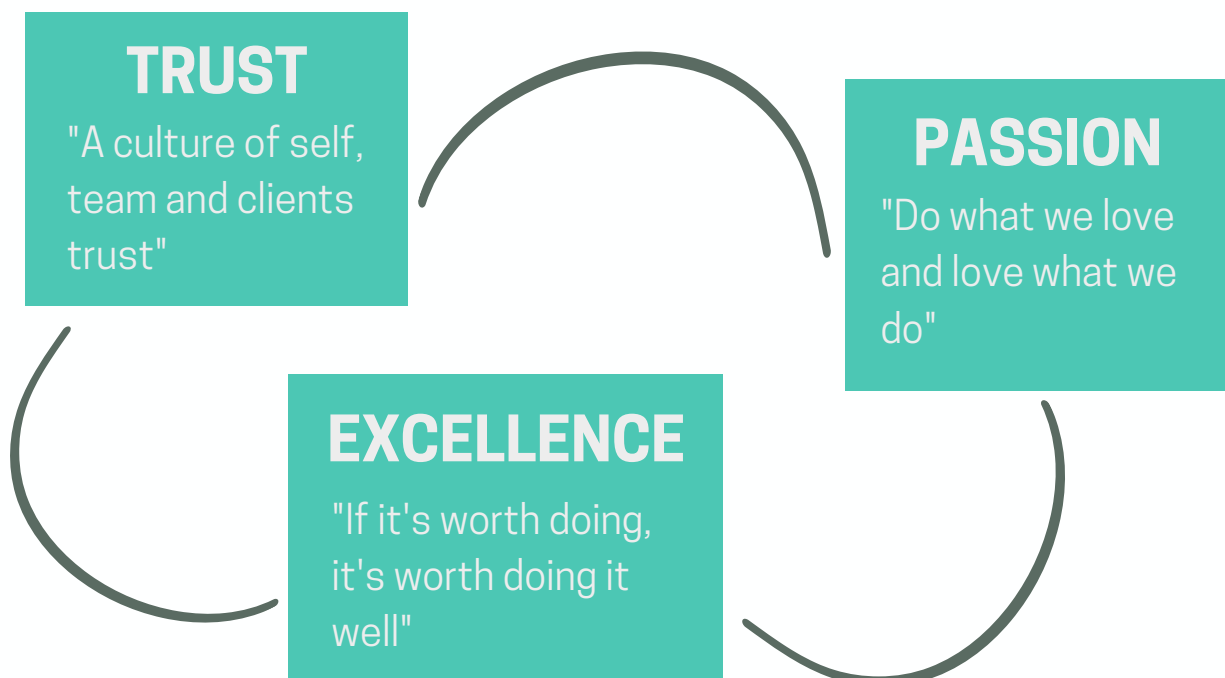 TRUST
"A culture of self,
team and clients
trust"
PASSION
"Do what we love
and love what we
do"
EXCELLENCE
"If it's worth doing,
it's worth doing it
well"